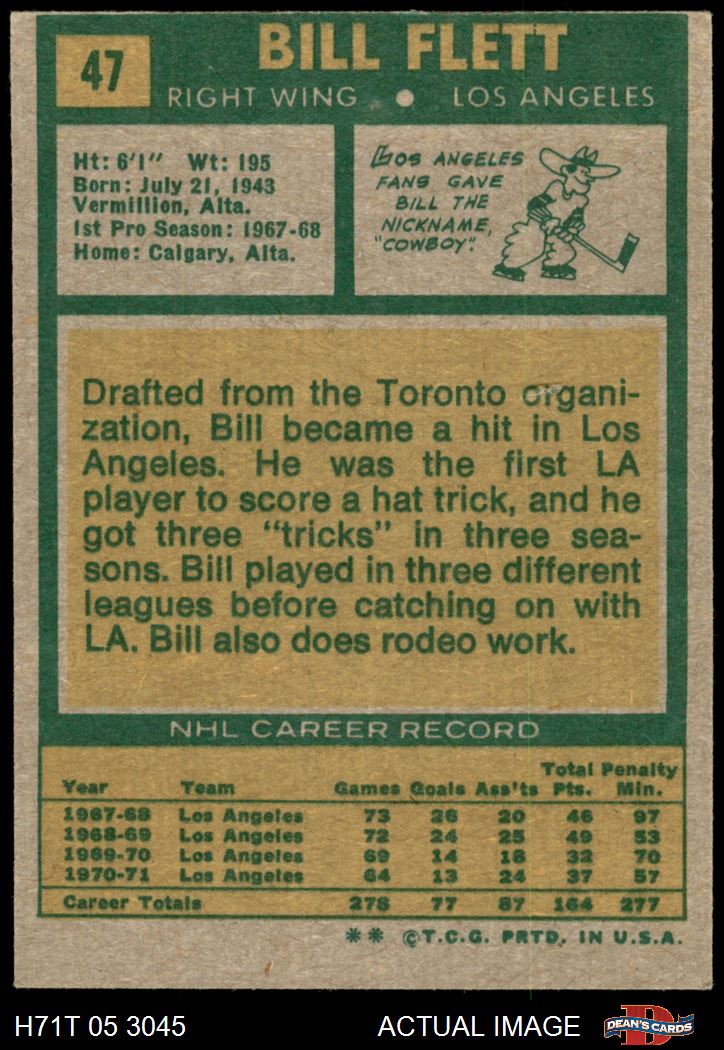 47
BILL FLETT
RIGHT WING ● LOS ANGELES
Ht: 6'1" Wt: 195
Born: July 21, 1943
Vermillion, Alta.
1st Pro Season: 1967-68
Home: Calgary, Alta.
LOS ANGELES
FANS GAVE
BILL THE
NICKNAME,
"COWBOY".
Drafted from the Toronto organi-
zation, Bill became a hit in Los
Angeles. He was the first LA
player to score a hat trick, and he
got three "tricks" in three sea-
sons. Bill played in three different
leagues before catching on with
LA. Bill also does rodeo work.
NHL CAREER RECORD
Total Penalty
Year Team Games Goals Ass'ts Pts. Min.
1967-68 Los Angeles 73 26 20 46 97
1968-69 Los Angeles 72 24 25 49 53
1969-70 Los Angeles 69 14 18 32 70
1970-71 Los Angeles 64 13 24 37 57
Career Totals 278 77 87 164 277
** ©T.C.G. PRTD. IN U.S.A.
H71T 05 3045 ACTUAL IMAGE DEAN'S CARDS